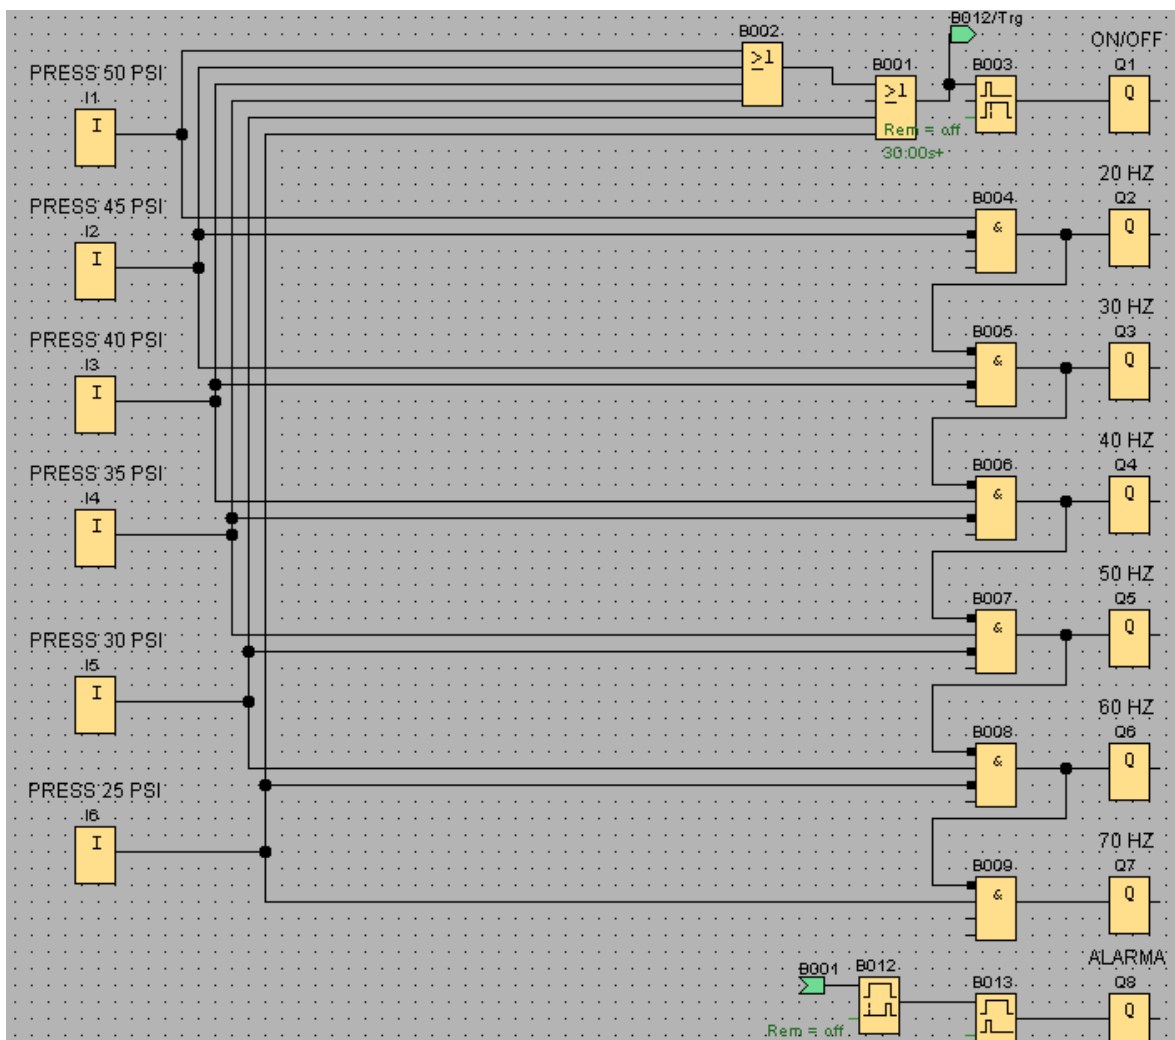 B012/Trg
B002
ON/OFF
PRESS 50 PSI
B001
B003
Q1
>1
I1
>1
Q
I
Rem = off
30:00s+
20 HZ
PRESS 45 PSI
B004
Q2
I2
&
Q
I
30 HZ
PRESS 40 PSI
B005
Q3
I3
&
Q
I
40 HZ
PRESS 35 PSI
B006
Q4
I4
&
Q
I
50 HZ
B007
Q5
PRESS 30 PSI
&
Q
I5
I
60 HZ
B008
Q6
PRESS 25 PSI
&
Q
I6
I
70 HZ
B009
Q7
&
Q
ALARMA
B001
B012
B013
Q8
Q
Rem = off